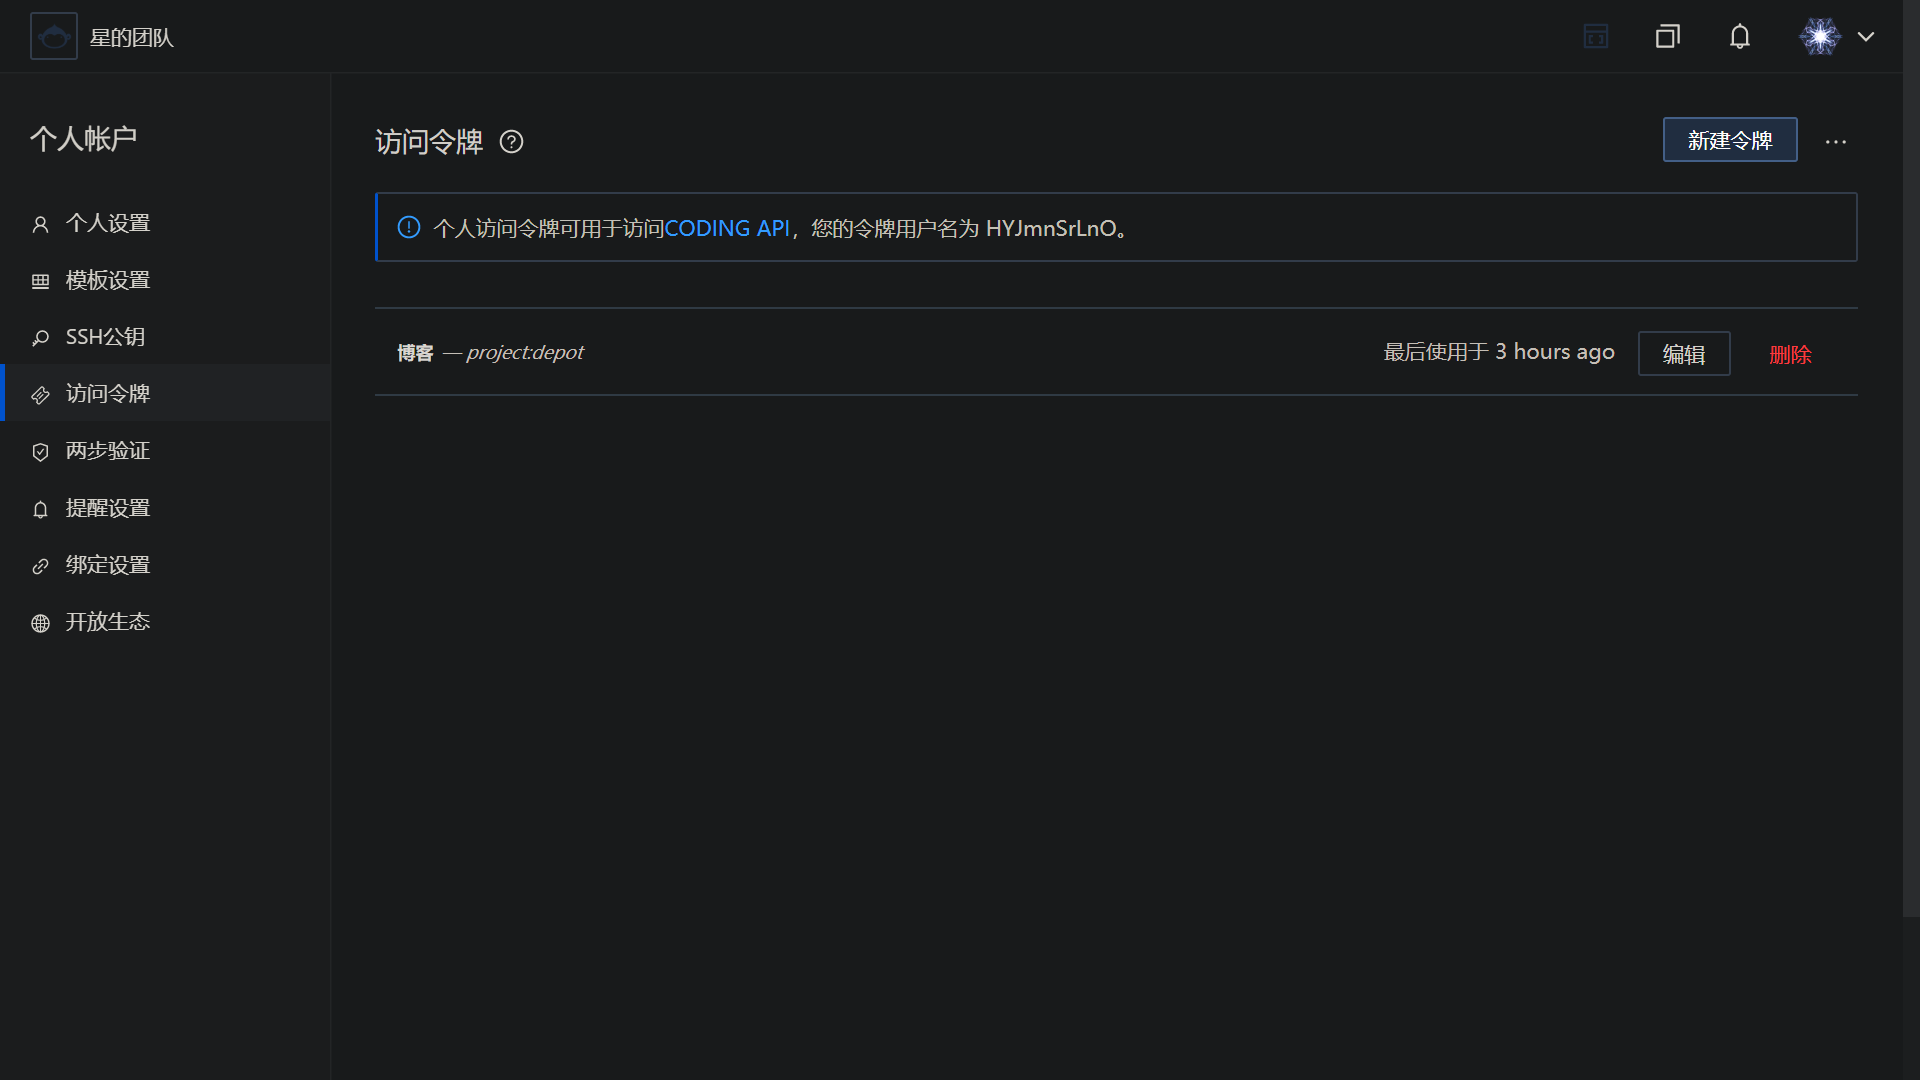 星的团队
个人帐户
个人设置
模板设置
SSH公钥
访问令牌
两步验证
提醒设置
绑定设置
开放生态
访问令牌
新建令牌
个人访问令牌可用于访问CODING API，您的令牌用户名为 HYJmnSrLnO。
博客 — project:depot
最后使用于 3 hours ago
编辑
删除